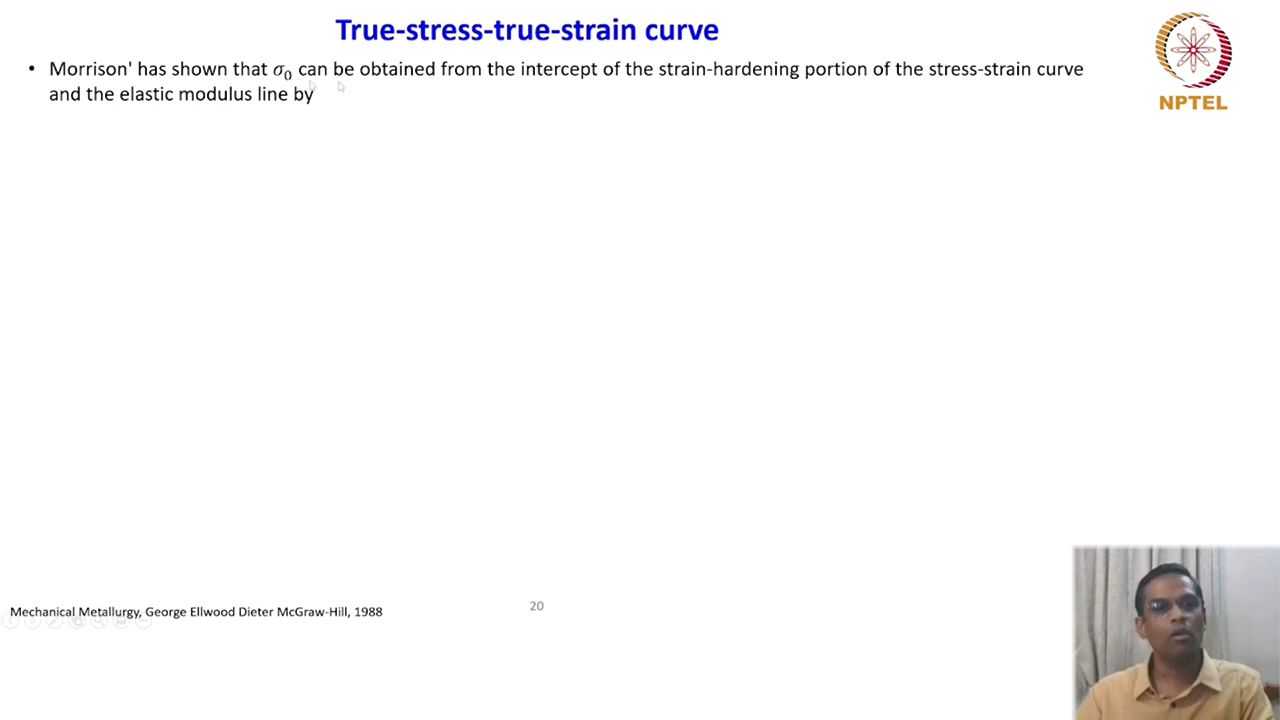 True-stress-true-strain curve
• Morrison' has shown that σ₀ can be obtained from the intercept of the strain-hardening portion of the stress-strain curve
and the elastic modulus line by
NPTEL
Mechanical Metallurgy, George Ellwood Dieter McGraw-Hill, 1988
20